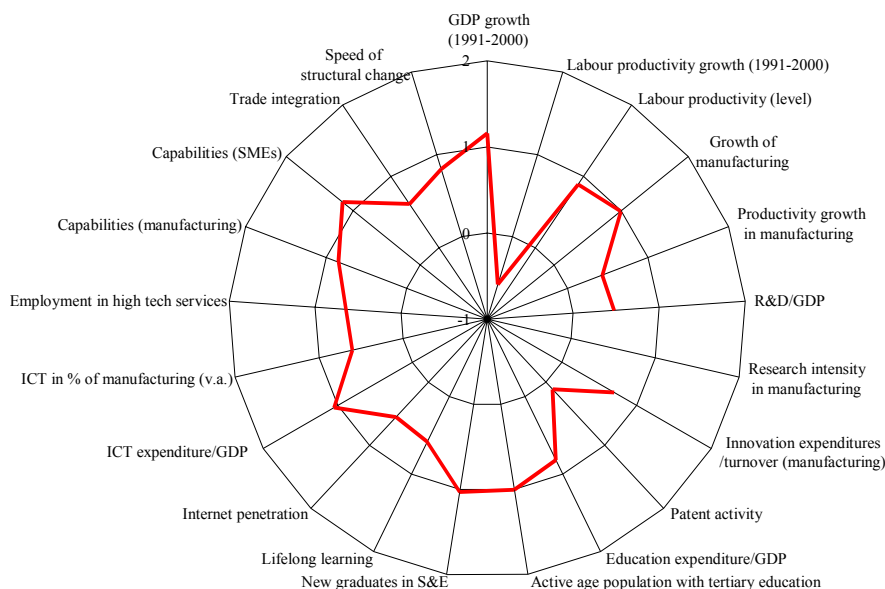 GDP growth
(1991-2000)
2
1
0
-1
Labour productivity growth (1991-2000)
Labour productivity (level)
Growth of
manufacturing
Productivity growth
in manufacturing
R&D/GDP
Research intensity
in manufacturing
Innovation expenditures
/turnover (manufacturing)
Patent activity
Education expenditure/GDP
Active age population with tertiary education
New graduates in S&E
Lifelong learning
Internet penetration
ICT expenditure/GDP
ICT in % of manufacturing (v.a.)
Employment in high tech services
Capabilities (manufacturing)
Capabilities (SMEs)
Trade integration
Speed of
structural change